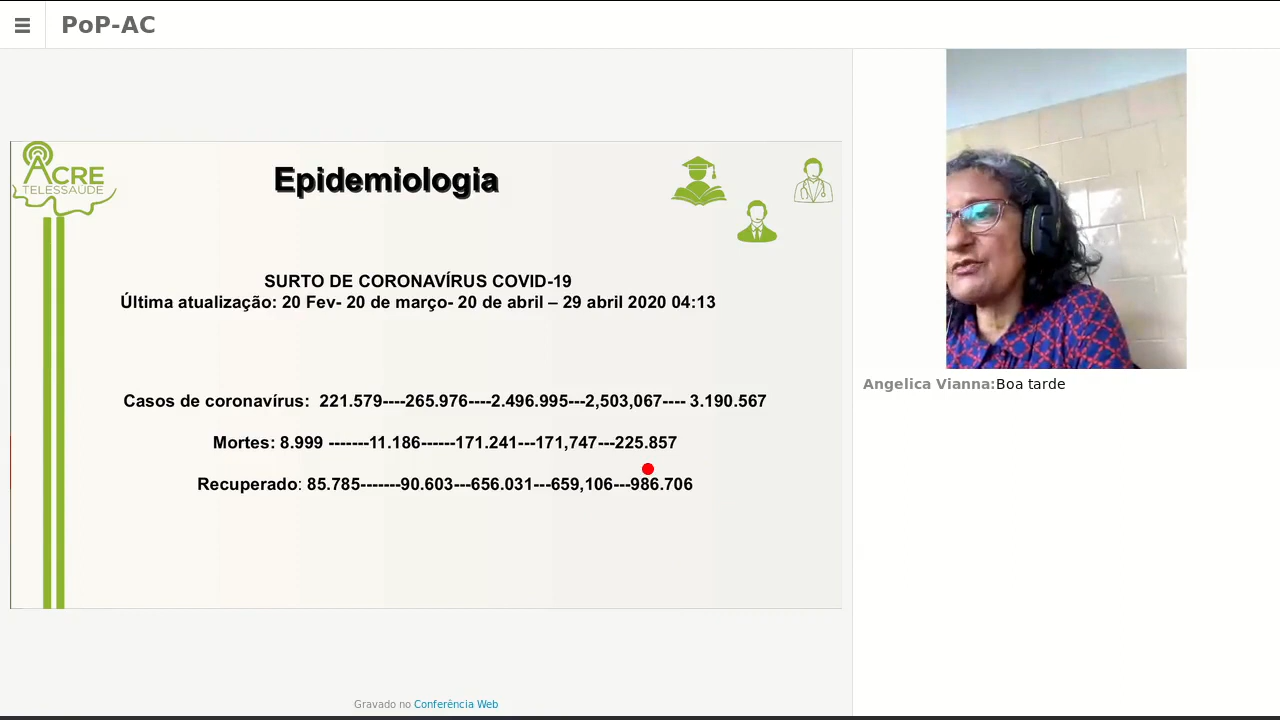 PoP-AC
ACRE
TELESSAÚDE
Epidemiologia
SURTO DE CORONAVÍRUS COVID-19
Última atualização: 20 Fev- 20 de março- 20 de abril – 29 abril 2020 04:13
Casos de coronavírus:  221.579----265.976----2.496.995---2,503,067---- 3.190.567
Mortes: 8.999 -------11.186------171.241---171,747---225.857
Recuperado: 85.785-------90.603---656.031---659,106---986.706
Angelica Vianna:Boa tarde
Gravado no Conferência Web